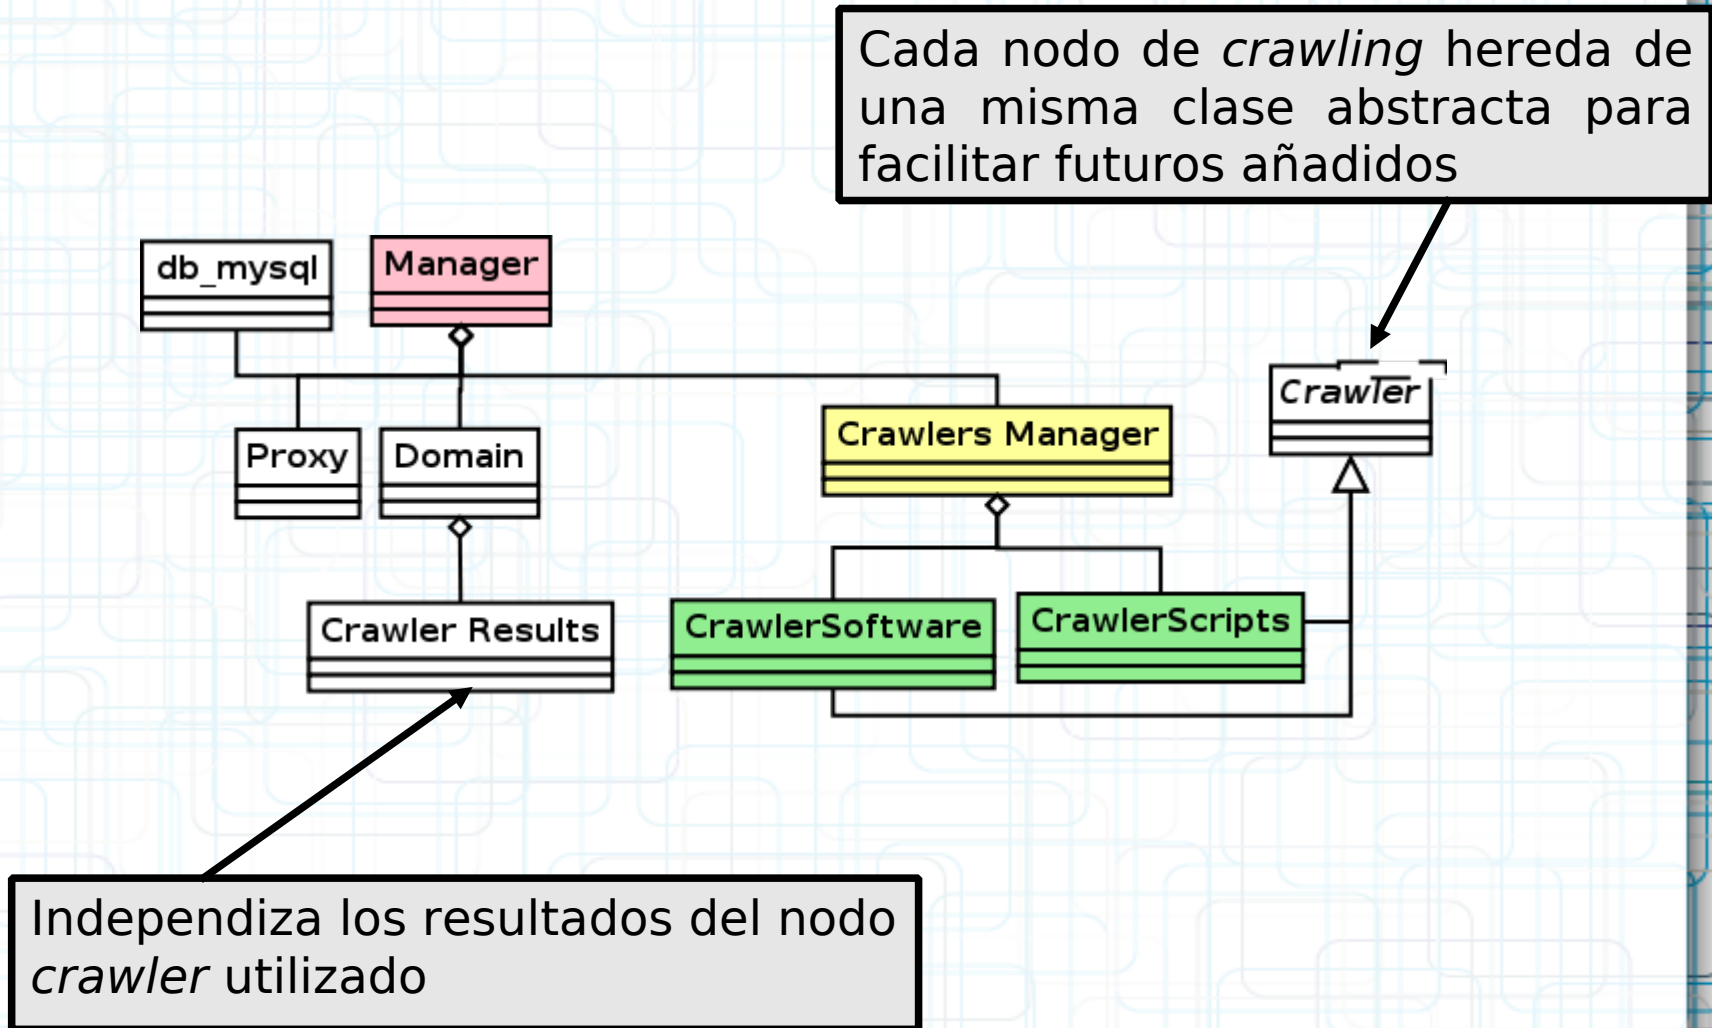 Cada nodo de crawling hereda de
una misma clase abstracta para
facilitar futuros añadidos
db_mysql
Manager
Crawler
Proxy
Domain
Crawlers Manager
Crawler Results
CrawlerSoftware
CrawlerScripts
Independiza los resultados del nodo
crawler utilizado